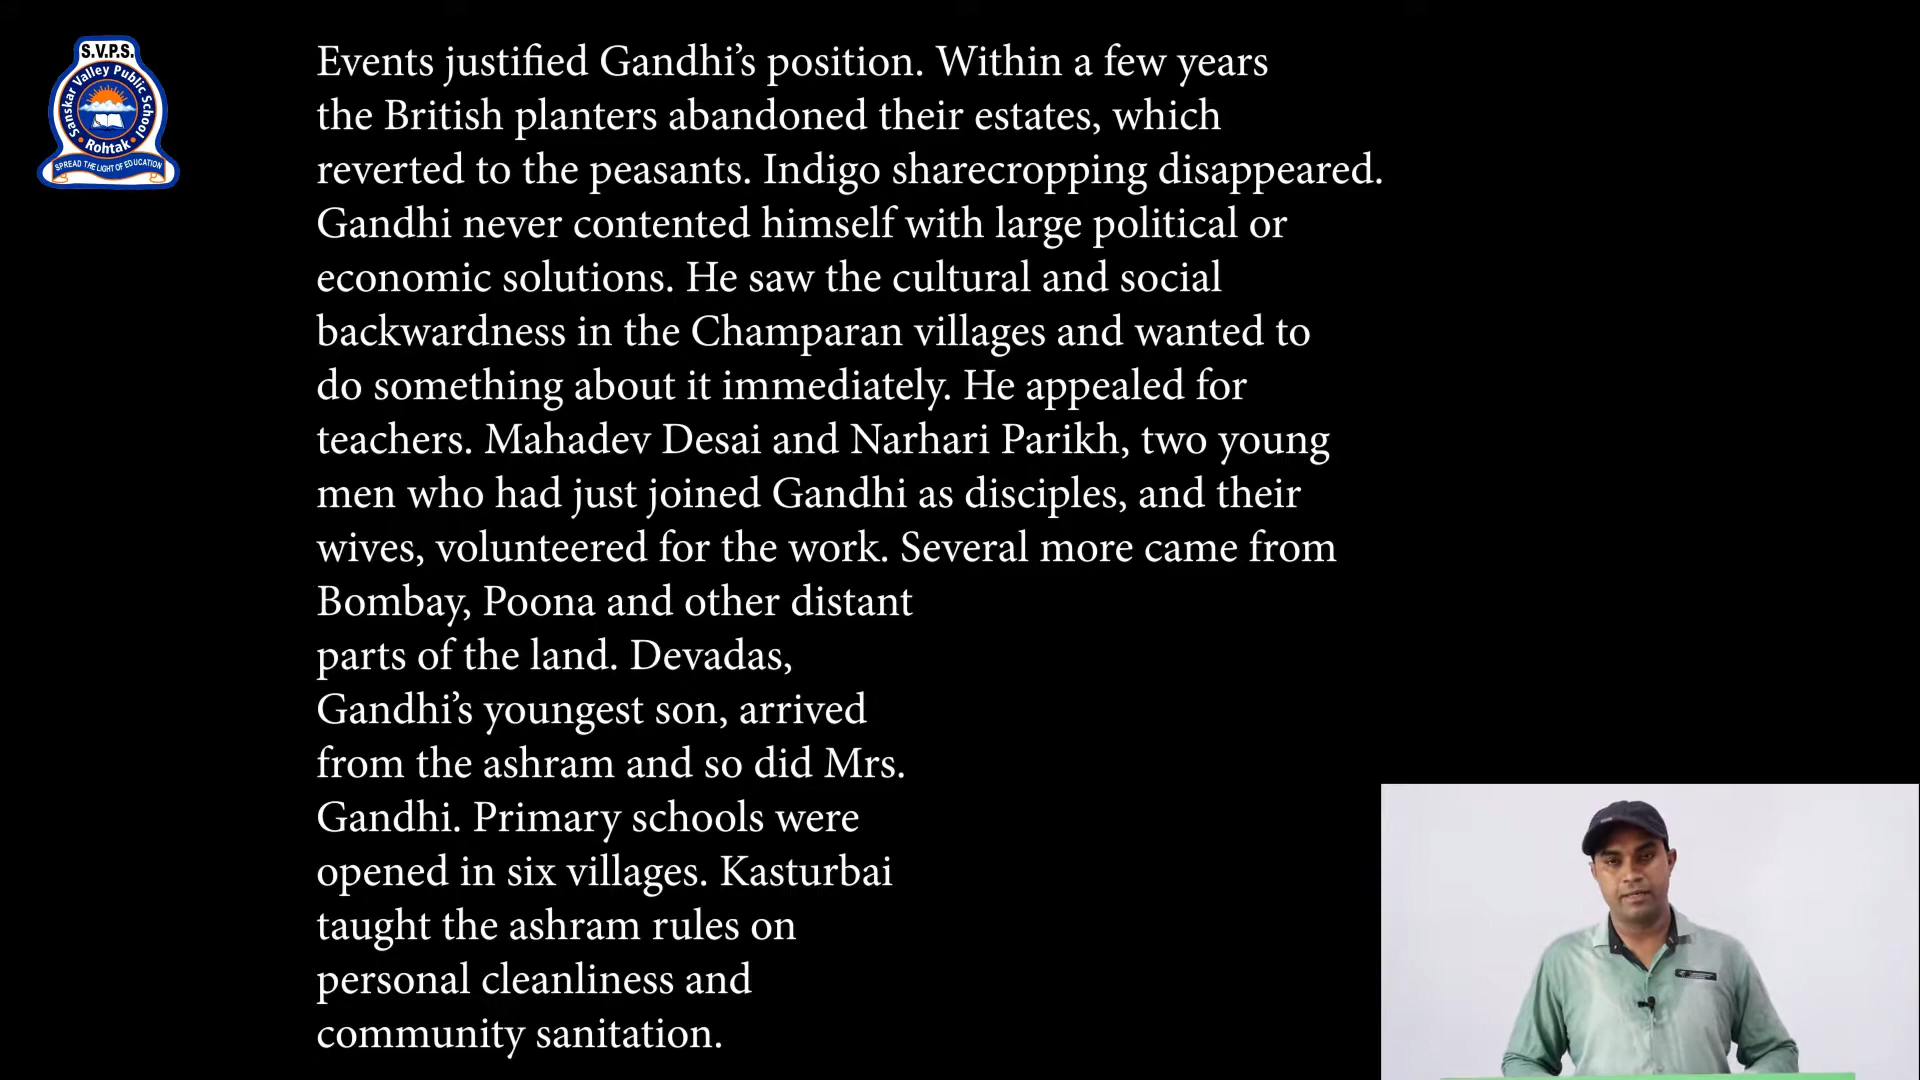 S.V.P.S.
Sanskar Valley Public School
Rohtak
SPREAD THE LIGHT OF EDUCATION
Events justified Gandhi’s position. Within a few years
the British planters abandoned their estates, which
reverted to the peasants. Indigo sharecropping disappeared.
Gandhi never contented himself with large political or
economic solutions. He saw the cultural and social
backwardness in the Champaran villages and wanted to
do something about it immediately. He appealed for
teachers. Mahadev Desai and Narhari Parikh, two young
men who had just joined Gandhi as disciples, and their
wives, volunteered for the work. Several more came from
Bombay, Poona and other distant
parts of the land. Devadas,
Gandhi’s youngest son, arrived
from the ashram and so did Mrs.
Gandhi. Primary schools were
opened in six villages. Kasturbai
taught the ashram rules on
personal cleanliness and
community sanitation.